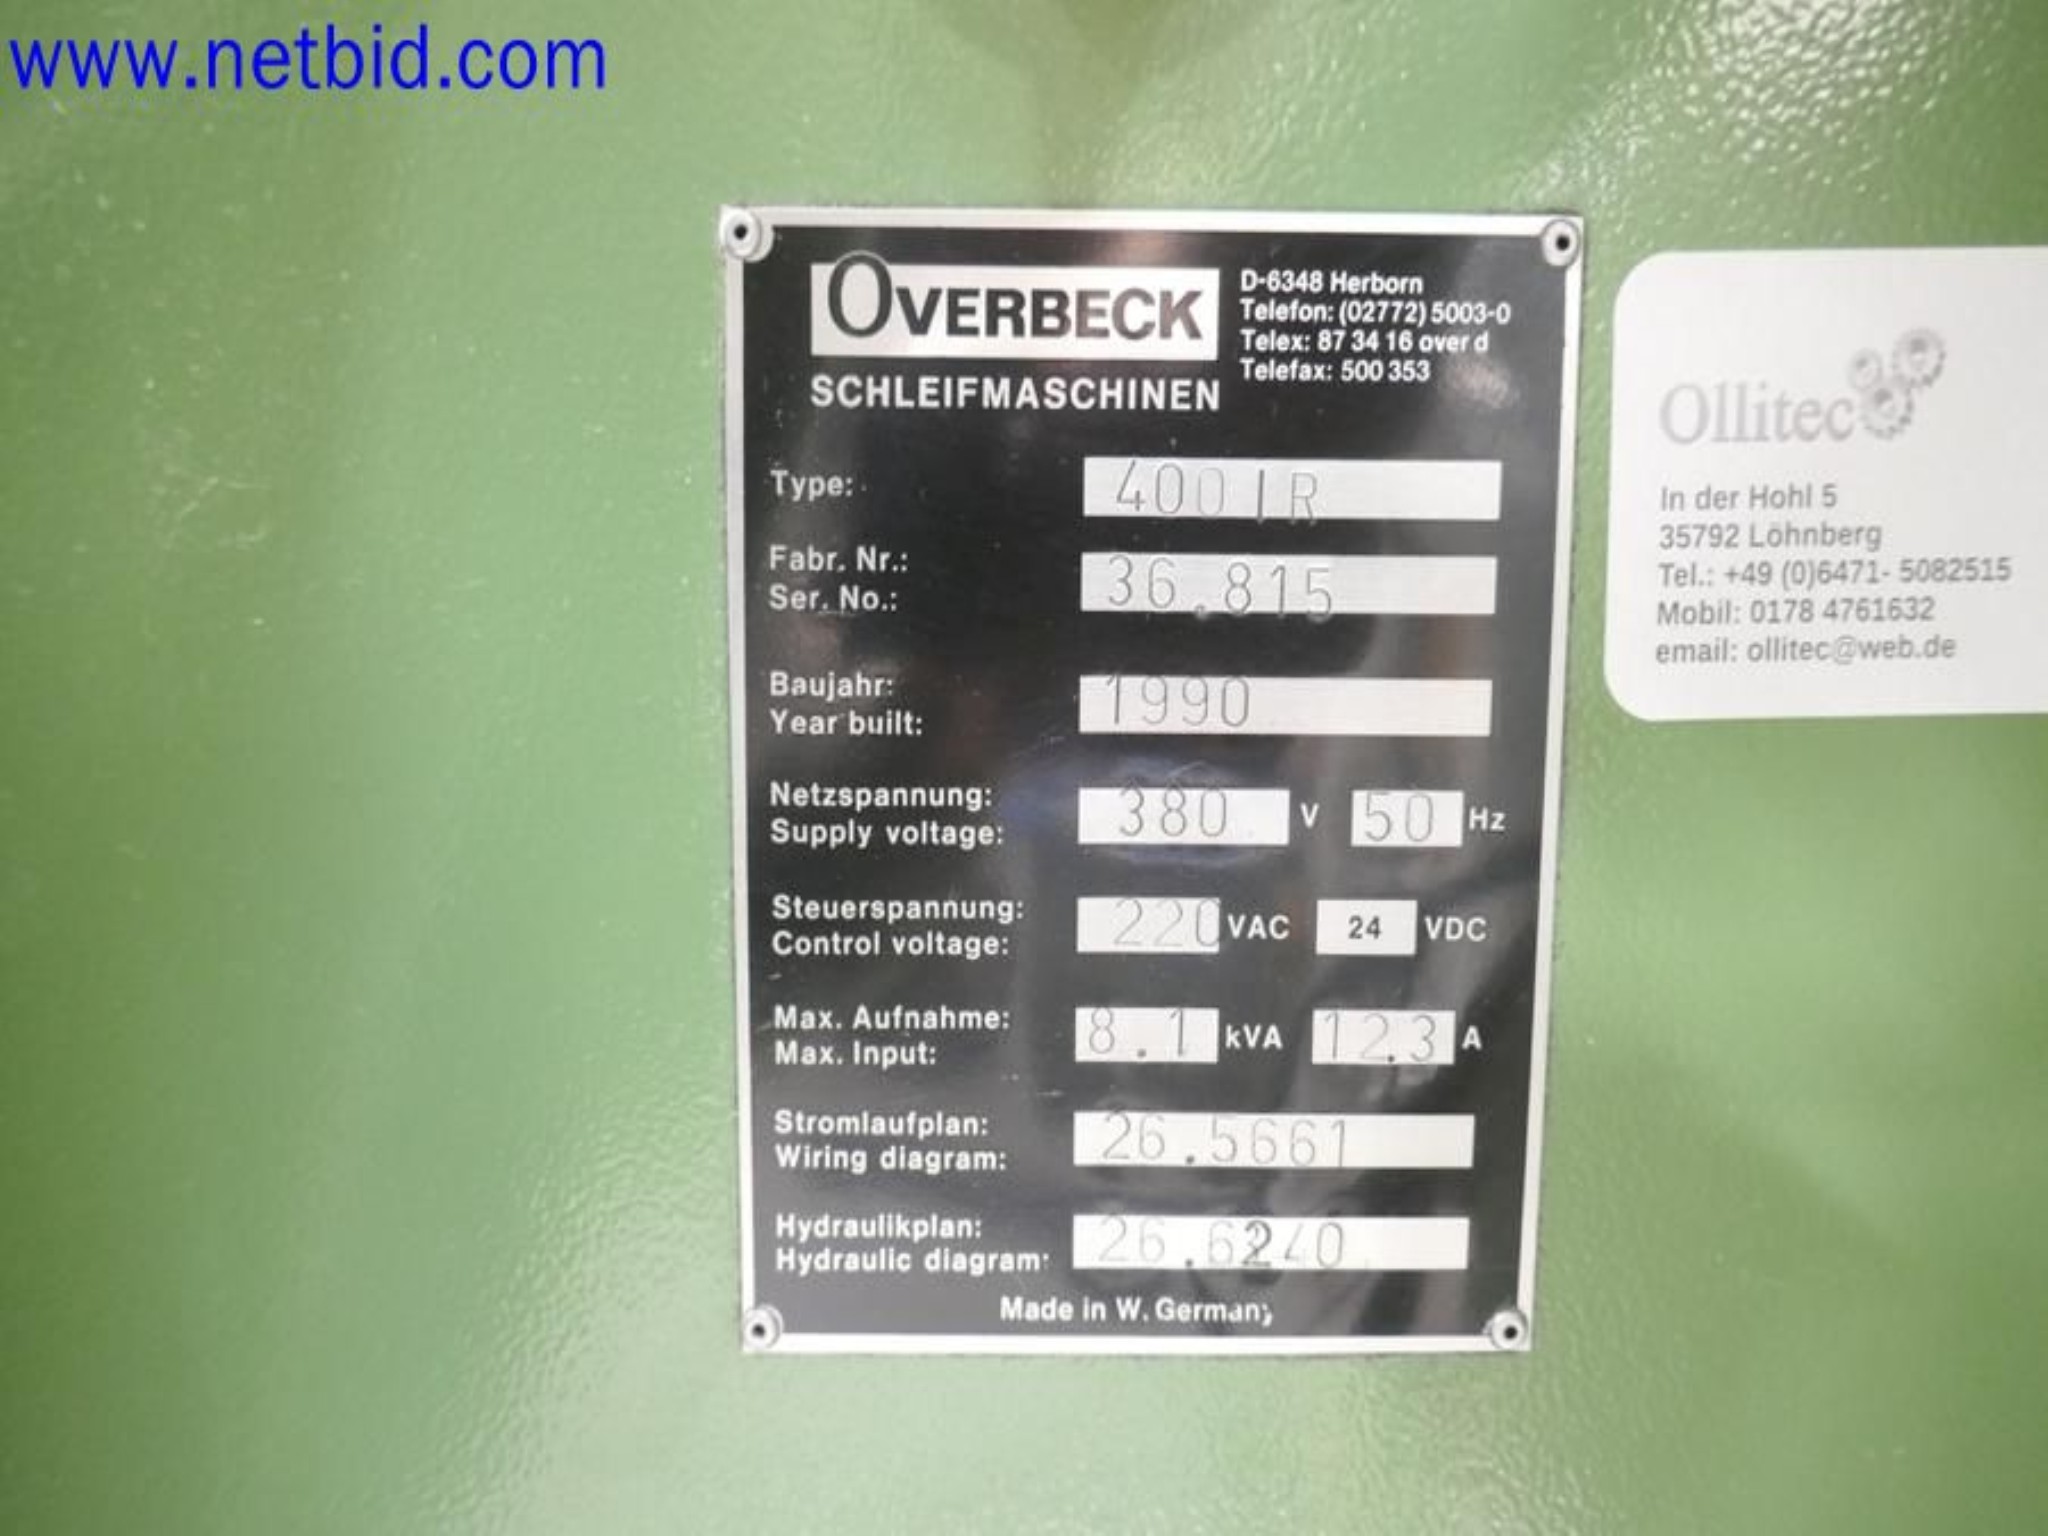 www.netbid.com
OVERBECK
SCHLEIFMASCHINEN
D-6348 Herborn
Telefon: (02772) 5003-0
Telex: 87 34 16 over d
Telefax: 500 353
Type: 400 IR
Fabr. Nr.:
Ser. No.: 36.815
Baujahr:
Year built: 1990
Netzspannung:
Supply voltage: 380 V 50 Hz
Steuerspannung:
Control voltage: 220 VAC 24 VDC
Max. Aufnahme:
Max. Input: 8.1 kVA 12.3 A
Stromlaufplan:
Wiring diagram: 26.5661
Hydraulikplan:
Hydraulic diagram: 26.6240
Made in W. Germany
Ollitec
In der Hohl 5
35792 Löhnberg
Tel.: +49 (0)6471- 5082515
Mobil: 0178 4761632
email: ollitec@web.de